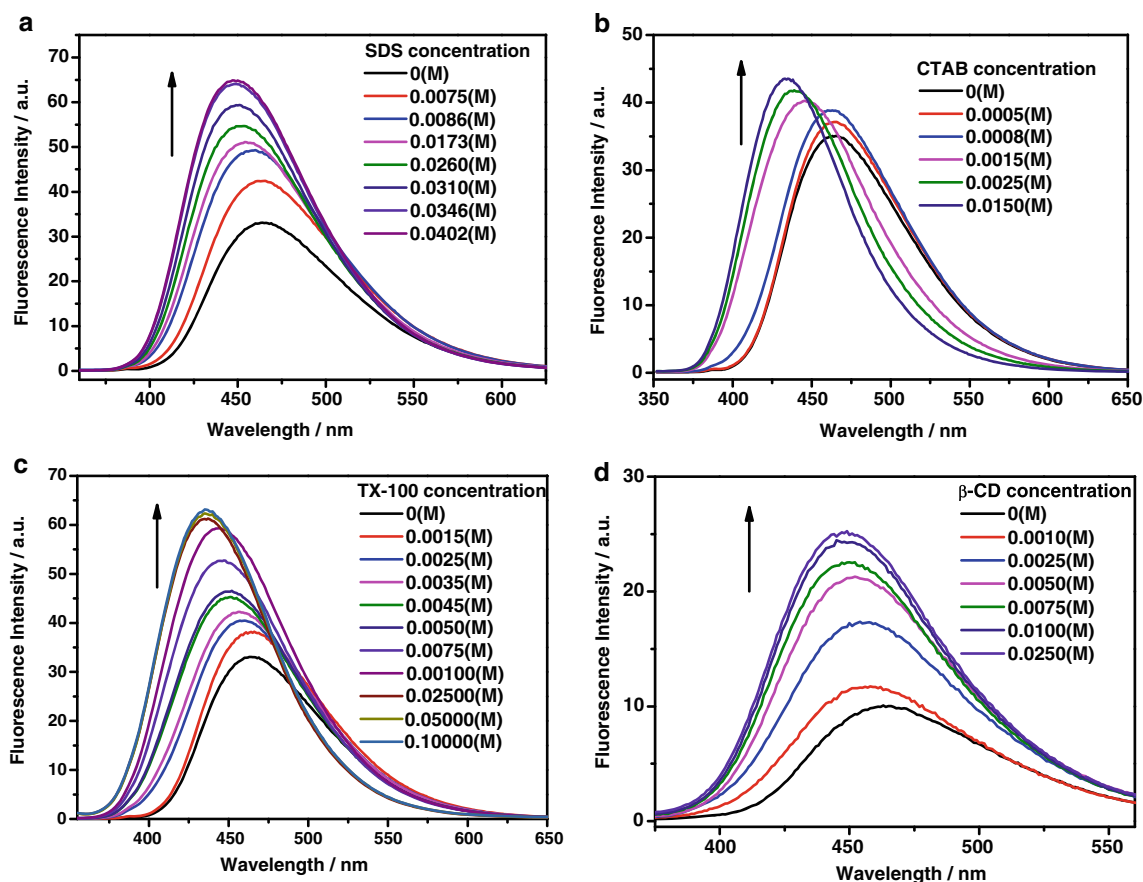 a
SDS concentration
0(M)
0.0075(M)
0.0086(M)
0.0173(M)
0.0260(M)
0.0310(M)
0.0346(M)
0.0402(M)
Fluorescence Intensity / a.u.
70
60
50
40
30
20
10
0
400
450
500
550
600
Wavelength / nm
b
CTAB concentration
0(M)
0.0005(M)
0.0008(M)
0.0015(M)
0.0025(M)
0.0150(M)
Fluorescence Intensity / a.u.
50
40
30
20
10
0
350
400
450
500
550
600
650
Wavelength / nm
c
TX-100 concentration
0(M)
0.0015(M)
0.0025(M)
0.0035(M)
0.0045(M)
0.0050(M)
0.0075(M)
0.00100(M)
0.02500(M)
0.05000(M)
0.10000(M)
Fluorescence Intensity / a.u.
70
60
50
40
30
20
10
0
400
450
500
550
600
650
Wavelength / nm
d
β-CD concentration
0(M)
0.0010(M)
0.0025(M)
0.0050(M)
0.0075(M)
0.0100(M)
0.0250(M)
Fluorescence Intensity / a.u.
30
20
10
0
400
450
500
550
Wavelength / nm